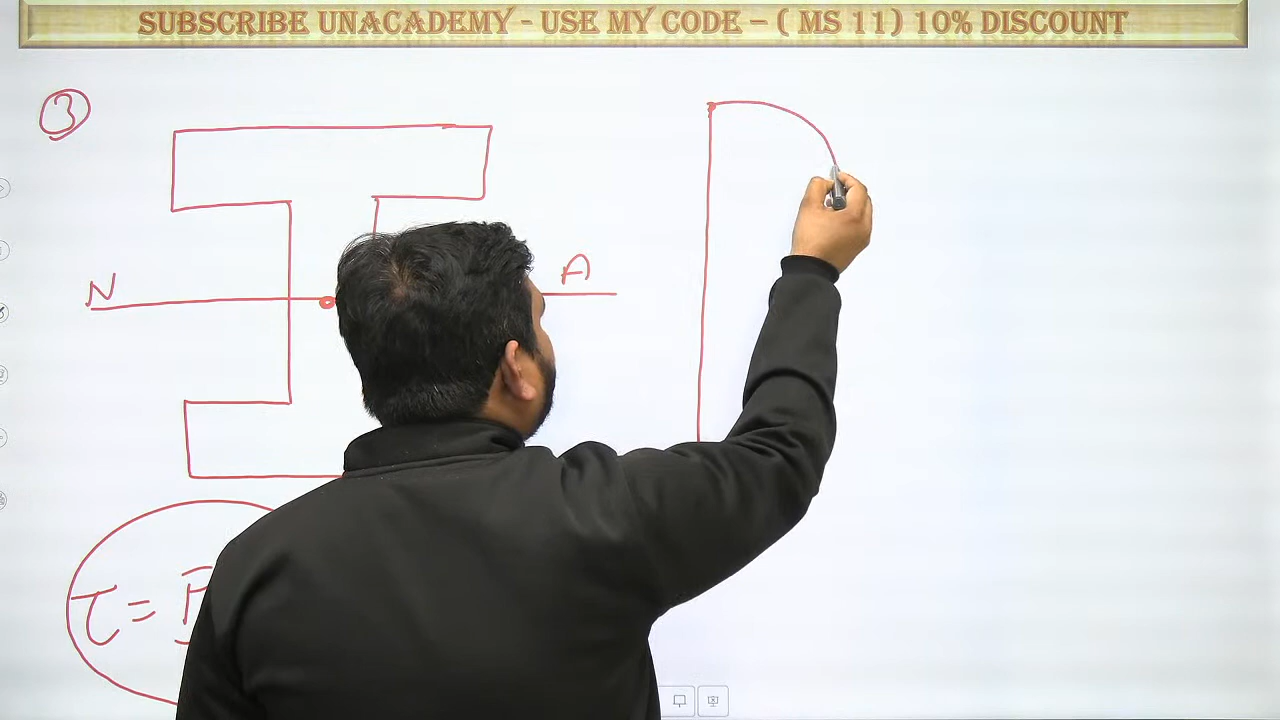 SUBSCRIBE UNACADEMY - USE MY CODE – ( MS 11) 10% DISCOUNT
3
N A
τ =